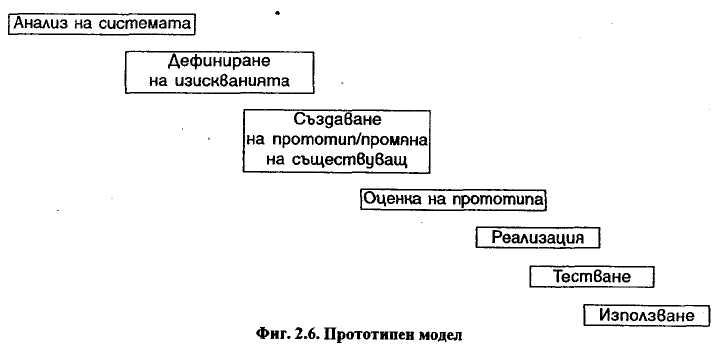 Анализ на системата
Дефиниране
на изискванията
Създаване
на прототип/промяна
на съществуващ
Оценка на прототипа
Реализация
Тестване
Използване
Фиг. 2.6. Прототипен модел